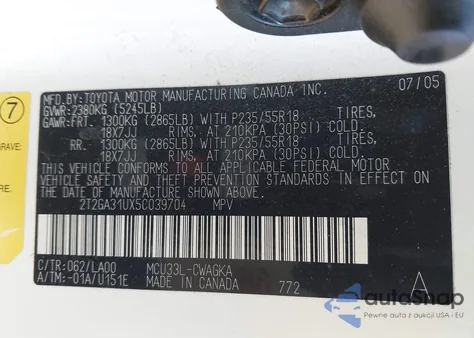 MFD.BY:TOYOTA MOTOR MANUFACTURING CANADA INC. 07/05
GVWR:2380KG (5245LB)
GAWR:FRT. 1300KG (2865LB) WITH P235/55R18 TIRES,
18X7JJ RIMS, AT 210KPA (30PSI) COLD.
RR. 1300KG (2865LB) WITH P235/55R18 TIRES,
18X7JJ RIMS, AT 210KPA (30PSI) COLD.
THIS VEHICLE CONFORMS TO ALL APPLICABLE FEDERAL MOTOR
VEHICLE SAFETY STANDARDS IN EFFECT ON THE DATE OF
MANUFACTURE SHOWN ABOVE.
2T2GA31UX5C039704 MPV
C/TR:062/LA00 MCU33L-CWAGKA
A/TM:-01A/U151E MADE IN CANADA 772 A
7
GRAVE:
AutoSnap
Pewne auta z aukcji USA i EU